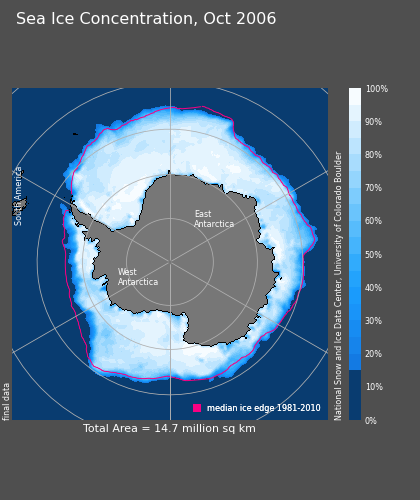 Sea Ice Concentration, Oct 2006
100%
90%
80%
70%
60%
50%
40%
30%
20%
10%
0%
South America
East
Antarctica
West
Antarctica
National Snow and Ice Data Center, University of Colorado Boulder
final data
median ice edge 1981-2010
Total Area = 14.7 million sq km